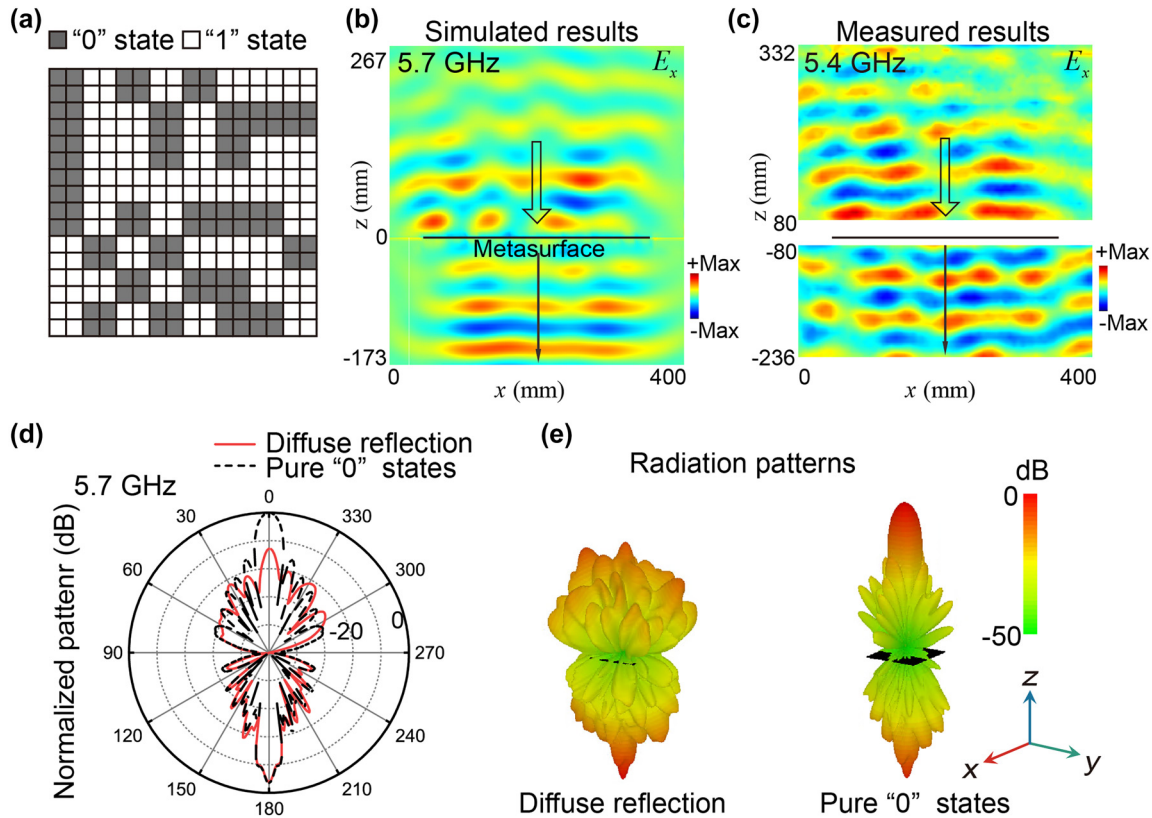 (a)
"0" state "1" state
(b)
Simulated results
267
5.7 GHz
Ex
z (mm)
0
Metasurface
+Max
-Max
-173
0
400
x (mm)
(c)
Measured results
332
5.4 GHz
Ex
z (mm)
80
-80
+Max
-Max
-236
0
400
x (mm)
(d)
Diffuse reflection
Pure "0" states
5.7 GHz
Normalized patternr (dB)
0
30
330
60
300
0
-20
90
270
120
240
150
210
180
(e)
Radiation patterns
dB
0
-50
z
x
y
Diffuse reflection
Pure "0" states